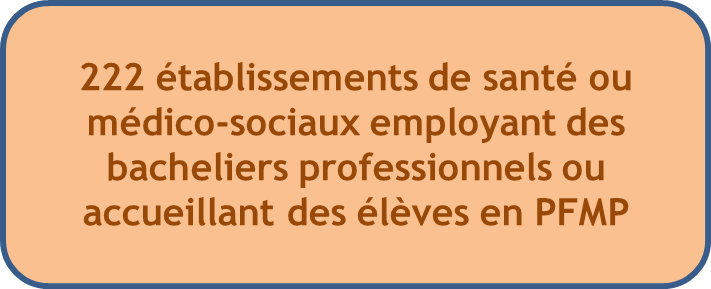 222 établissements de santé ou
médico-sociaux employant des
bacheliers professionnels ou
accueillant des élèves en PFMP